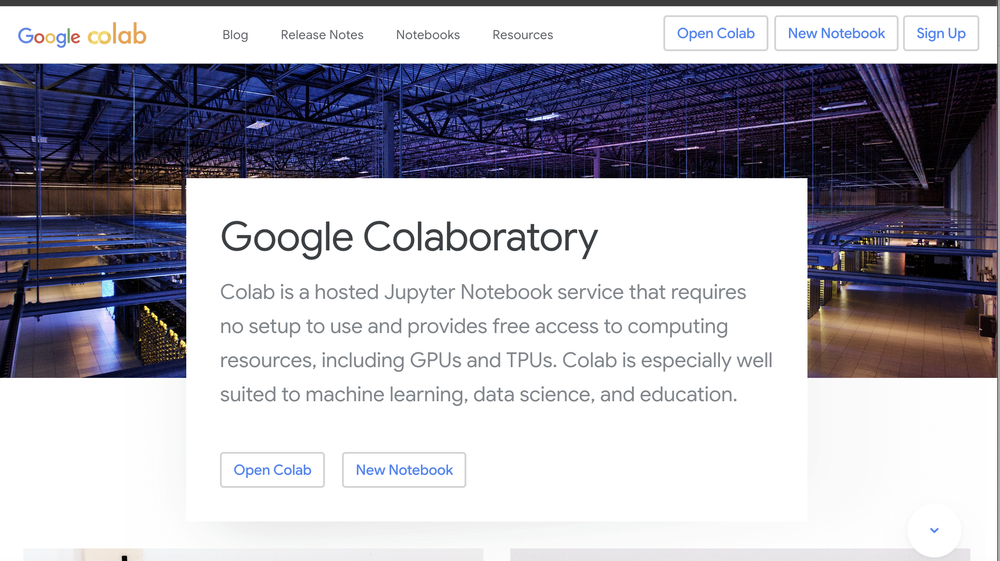 Google colab
Blog
Release Notes
Notebooks
Resources
Open Colab
New Notebook
Sign Up
Google Colaboratory
Colab is a hosted Jupyter Notebook service that requires
no setup to use and provides free access to computing
resources, including GPUs and TPUs. Colab is especially well
suited to machine learning, data science, and education.
Open Colab
New Notebook